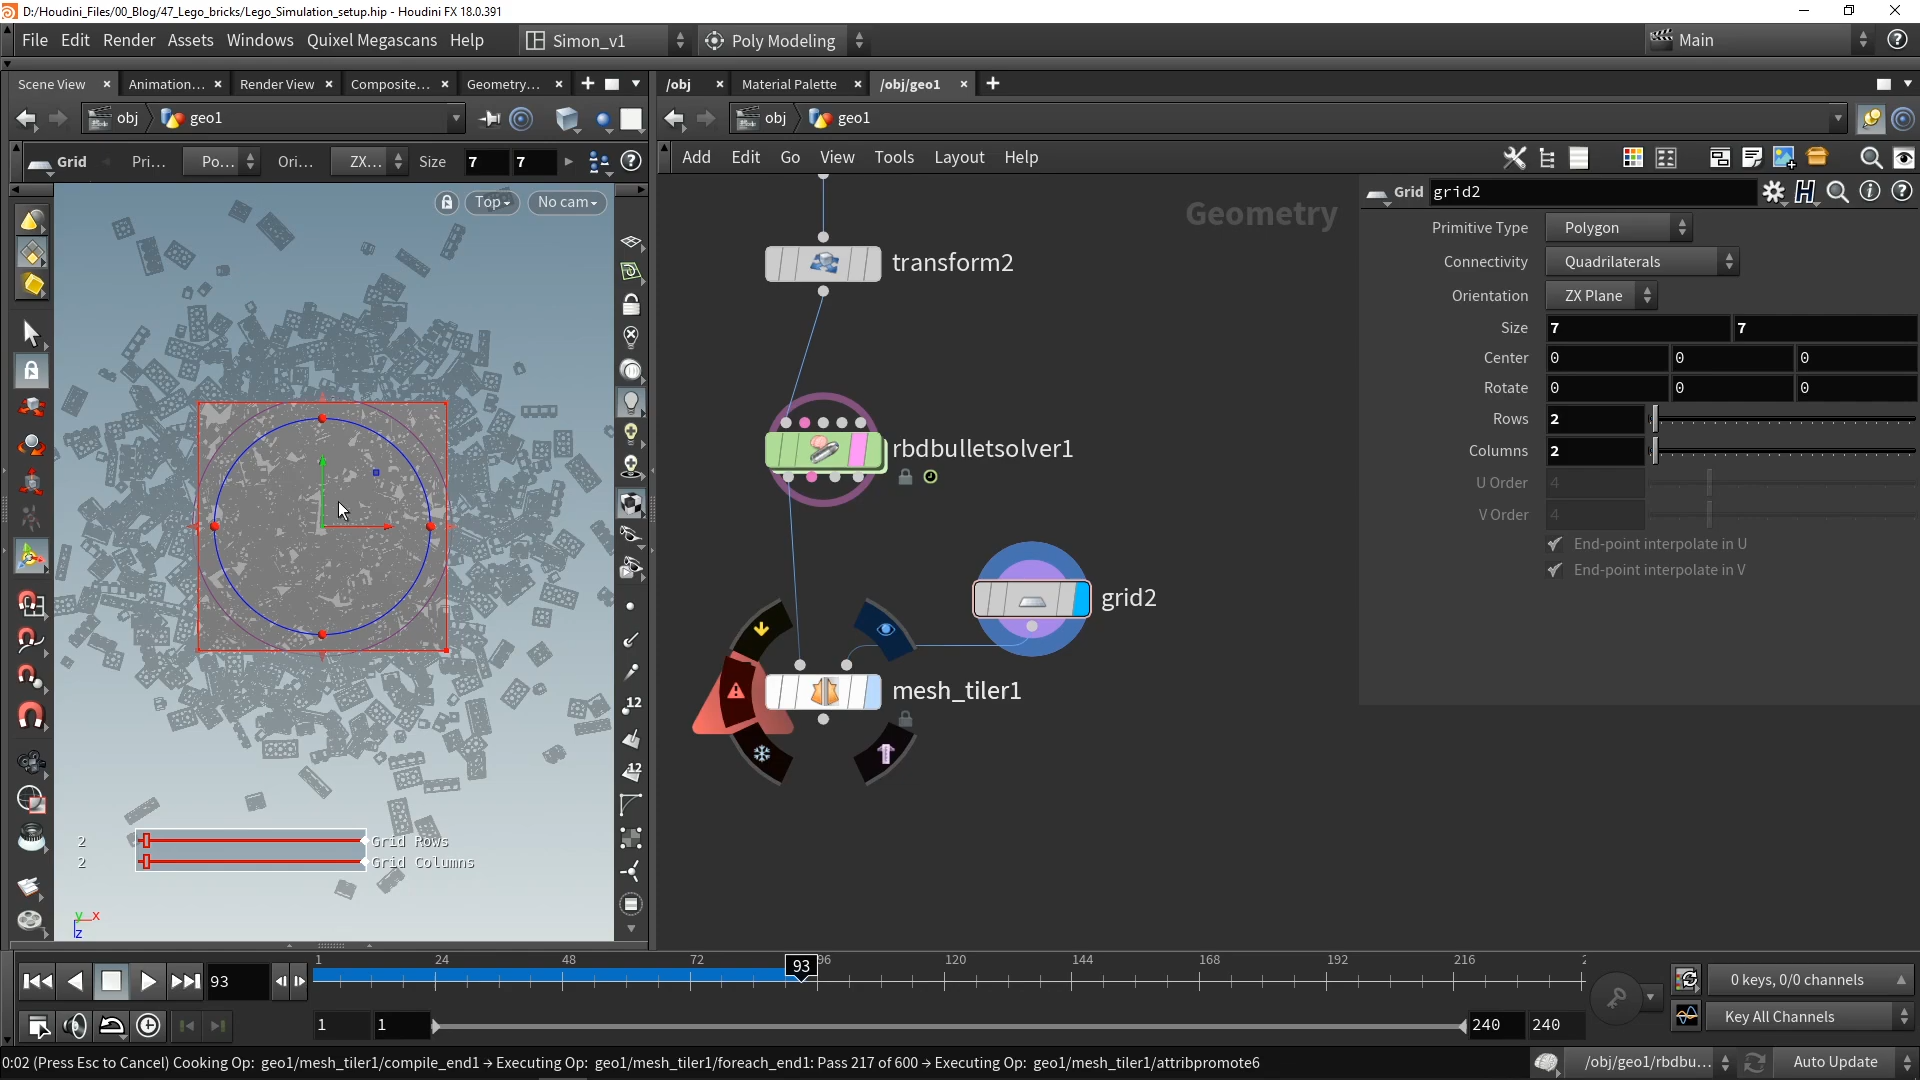 D:/Houdini_Files/00_Blog/47_Lego_bricks/Lego_Simulation_setup.hip - Houdini FX 18.0.391
File Edit Render Assets Windows Quixel Megascans Help Simon_v1 Poly Modeling Main
Scene View Animation... Render View Composite... Geometry...
/obj Material Palette /obj/geo1
obj geo1
obj geo1
Grid Pri... Po... Ori... ZX... Size 7 7
Add Edit Go View Tools Layout Help
Top No cam
Geometry
transform2
rbdbulletsolver1
grid2
mesh_tiler1
Grid grid2
Primitive Type Polygon
Connectivity Quadrilaterals
Orientation ZX Plane
Size 7 7
Center 0 0 0
Rotate 0 0 0
Rows 2
Columns 2
U Order 4
V Order 4
End-point interpolate in U
End-point interpolate in V
12
12
2 Grid Rows
2 Grid Columns
y x
z
93
1 24 48 72 93 96 120 144 168 192 216
0 keys, 0/0 channels
1 1 240 240
Key All Channels
0:02 (Press Esc to Cancel) Cooking Op: geo1/mesh_tiler1/compile_end1 → Executing Op: geo1/mesh_tiler1/foreach_end1: Pass 217 of 600 → Executing Op: geo1/mesh_tiler1/attribpromote6
/obj/geo1/rbdbu... Auto Update